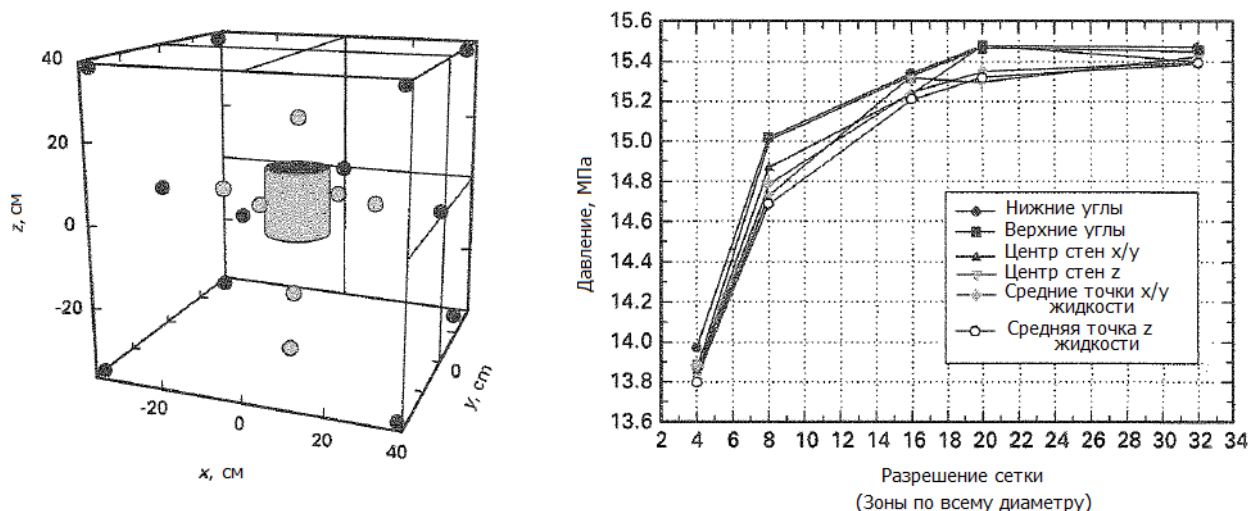 40
20
0
-20
z, см
-20
0
20
40
x, см
0
y, cm
15.6
15.4
15.2
15.0
14.8
14.6
14.4
14.2
14.0
13.8
13.6
Давление, МПа
2 4 6 8 10 12 14 16 18 20 22 24 26 28 30 32 34
Разрешение сетки
(Зоны по всему диаметру)
Нижние углы
Верхние углы
Центр стен x/y
Центр стен z
Средние точки x/y
жидкости
Средняя точка z
жидкости